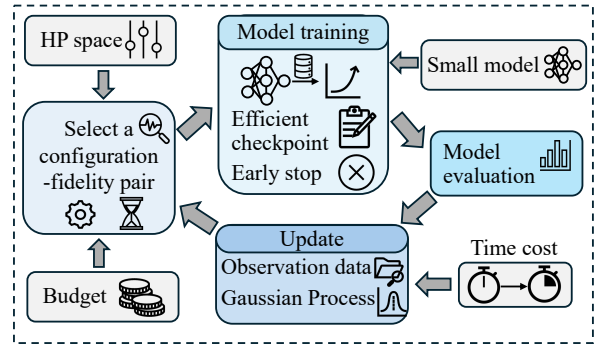 HP space
Model training
Small model
Select a
configuration
-fidelity pair
Efficient
checkpoint
Early stop
Model
evaluation
Update
Observation data
Gaussian Process
Time cost
Budget